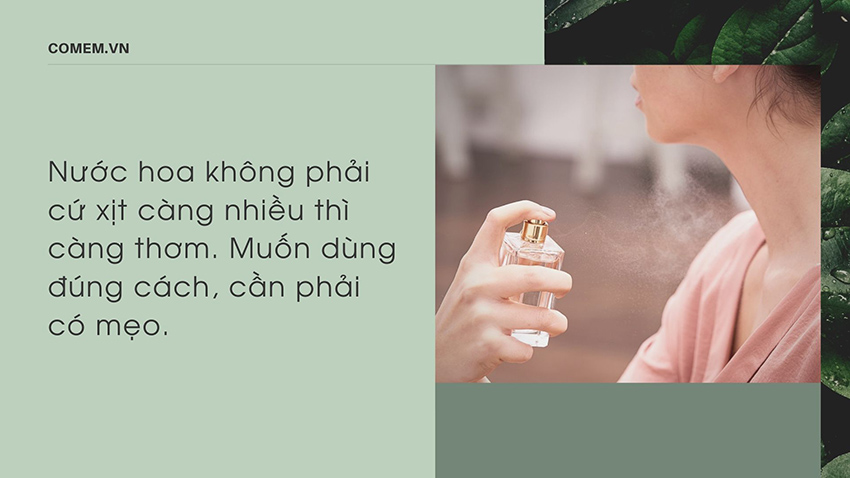 COMEM.VN
Nước hoa không phải
cứ xịt càng nhiều thì
càng thơm. Muốn dùng
đúng cách, cần phải
có mẹo.